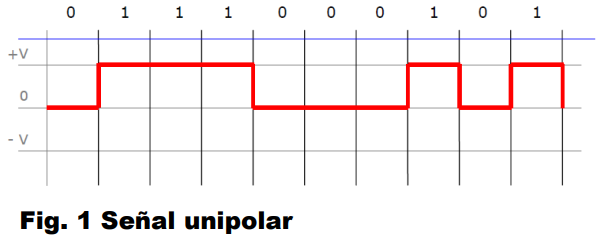 0 1 1 1 0 0 0 1 0 1
+V
0
- V
Fig. 1 Señal unipolar